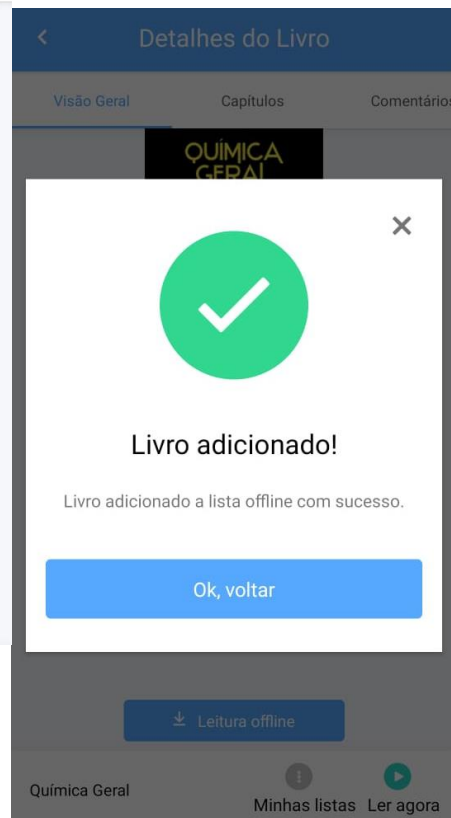 Detalhes do Livro
Visão Geral Capítulos Comentários
QUÍMICA
GERAL
Livro adicionado!
Livro adicionado a lista offline com sucesso.
Ok, voltar
Leitura offline
Química Geral
Minhas listas Ler agora